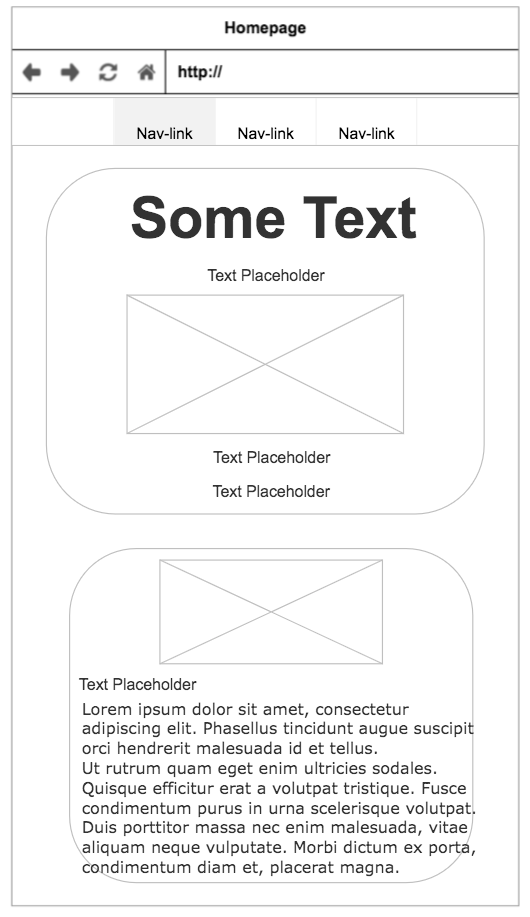 Homepage
http://
Nav-link Nav-link Nav-link
Some Text
Text Placeholder
Text Placeholder
Text Placeholder
Text Placeholder
Lorem ipsum dolor sit amet, consectetur
adipiscing elit. Phasellus tincidunt augue suscipit
orci hendrerit malesuada id et tellus.
Ut rutrum quam eget enim ultricies sodales.
Quisque efficitur erat a volutpat tristique. Fusce
condimentum purus in urna scelerisque volutpat.
Duis porttitor massa nec enim malesuada, vitae
aliquam neque vulputate. Morbi dictum ex porta,
condimentum diam et, placerat magna.